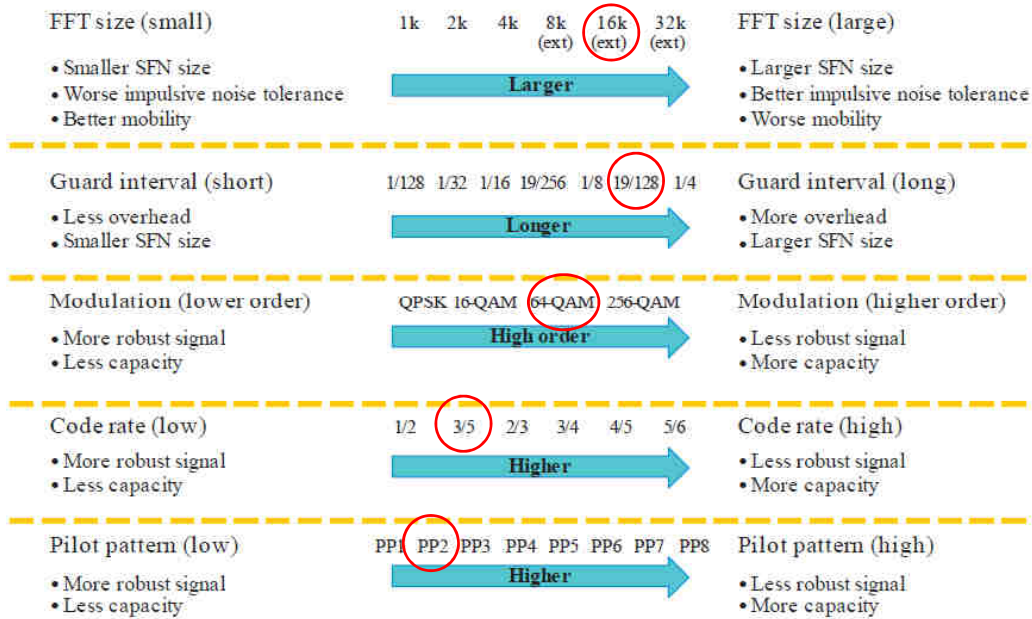 FFT size (small) 1k 2k 4k 8k 16k 32k FFT size (large)
(ext) (ext) (ext)
• Smaller SFN size • Larger SFN size
• Worse impulsive noise tolerance Larger • Better impulsive noise tolerance
• Better mobility • Worse mobility
Guard interval (short) 1/128 1/32 1/16 19/256 1/8 19/128 1/4 Guard interval (long)
• Less overhead • More overhead
• Smaller SFN size Longer • Larger SFN size
Modulation (lower order) QPSK 16-QAM 64-QAM 256-QAM Modulation (higher order)
• More robust signal High order • Less robust signal
• Less capacity • More capacity
Code rate (low) 1/2 3/5 2/3 3/4 4/5 5/6 Code rate (high)
• More robust signal Higher • Less robust signal
• Less capacity • More capacity
Pilot pattern (low) PP1 PP2 PP3 PP4 PP5 PP6 PP7 PP8 Pilot pattern (high)
• More robust signal Higher • Less robust signal
• Less capacity • More capacity